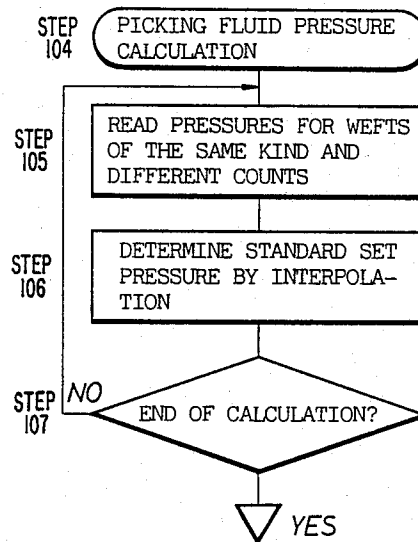 STEP
104
PICKING FLUID PRESSURE
CALCULATION
STEP
105
READ PRESSURES FOR WEFTS
OF THE SAME KIND AND
DIFFERENT COUNTS
STEP
106
DETERMINE STANDARD SET
PRESSURE BY INTERPOLA-
TION
STEP
107
NO
END OF CALCULATION?
YES